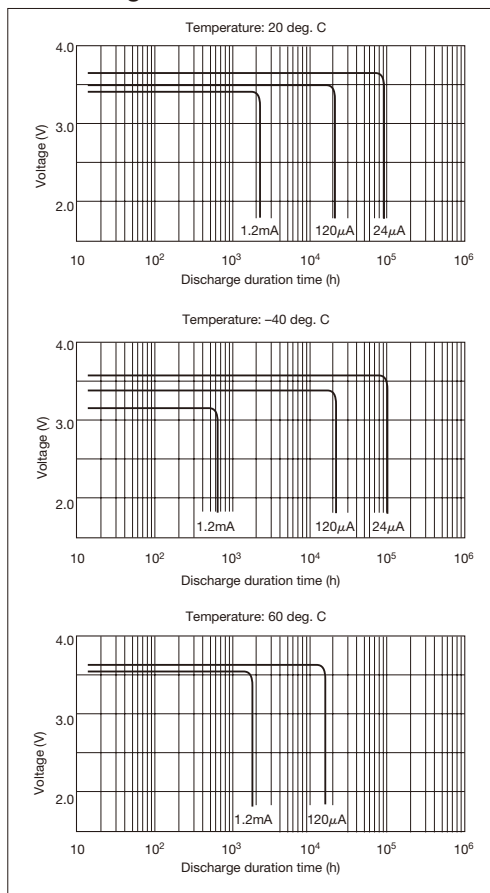 Temperature: 20 deg. C
4.0
3.0
2.0
Voltage (V)
1.2mA 120μA 24μA
10 10² 10³ 10⁴ 10⁵ 10⁶
Discharge duration time (h)
Temperature: –40 deg. C
4.0
3.0
2.0
Voltage (V)
1.2mA 120μA 24μA
10 10² 10³ 10⁴ 10⁵ 10⁶
Discharge duration time (h)
Temperature: 60 deg. C
4.0
3.0
2.0
Voltage (V)
1.2mA 120μA
10 10² 10³ 10⁴ 10⁵ 10⁶
Discharge duration time (h)